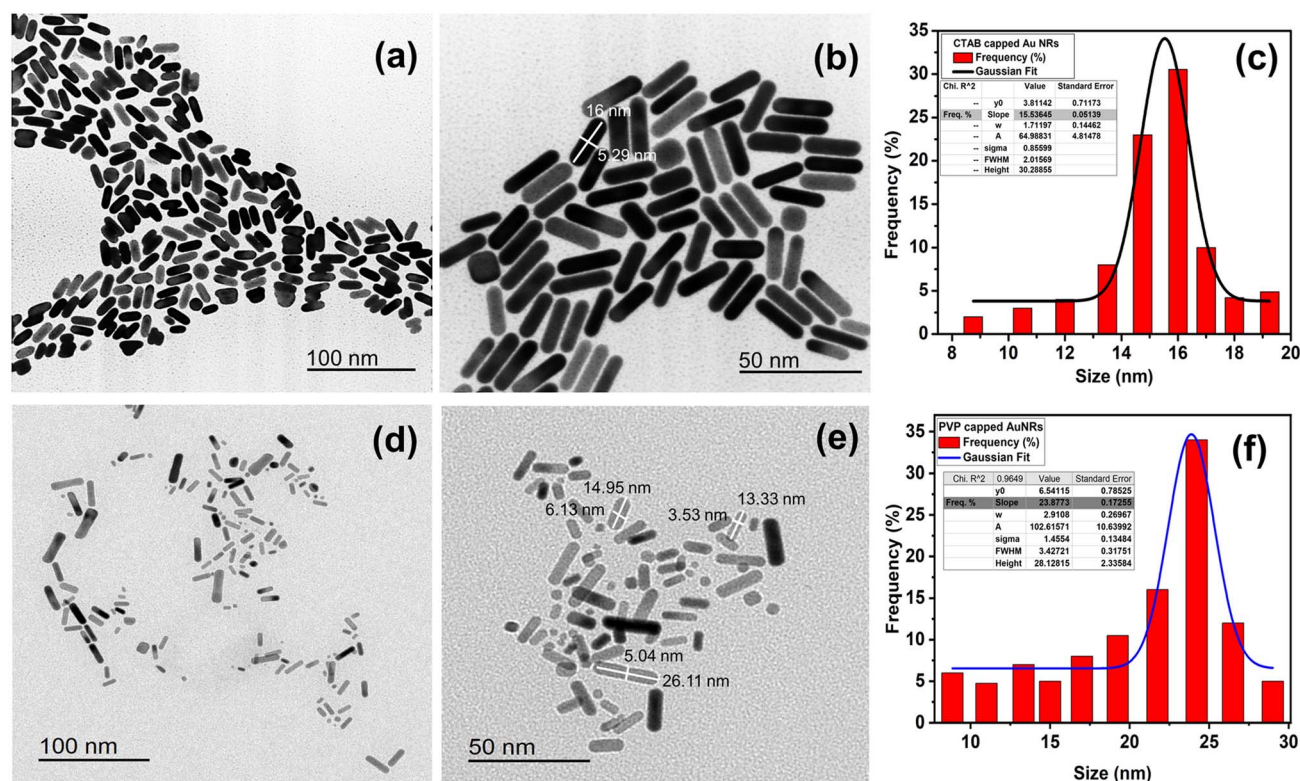 (a)
100 nm
(b)
16 nm
5.29 nm
50 nm
(c)
CTAB capped Au NRs
Frequency (%)
Gaussian Fit
Chi. R^2 Value Standard Error
-- y0 3.81142 0.71173
Freq. % Slope 15.53645 0.05139
-- w 1.71197 0.14462
-- A 64.98831 4.81478
-- sigma 0.85599
-- FWHM 2.01569
-- Height 30.28855
Frequency (%)
35
30
25
20
15
10
5
0
8 10 12 14 16 18 20
Size (nm)
(d)
100 nm
(e)
14.95 nm
6.13 nm
13.33 nm
3.53 nm
5.04 nm
26.11 nm
50 nm
(f)
PVP capped AuNRs
Frequency (%)
Gaussian Fit
Chi. R^2 0.9649 Value Standard Error
y0 6.54115 0.78525
Freq. % Slope 23.8773 0.17255
w 2.9108 0.26967
A 102.61571 10.63992
sigma 1.4554 0.13484
FWHM 3.42721 0.31751
Height 28.12815 2.33584
Frequency (%)
35
30
25
20
15
10
5
0
10 15 20 25 30
Size (nm)